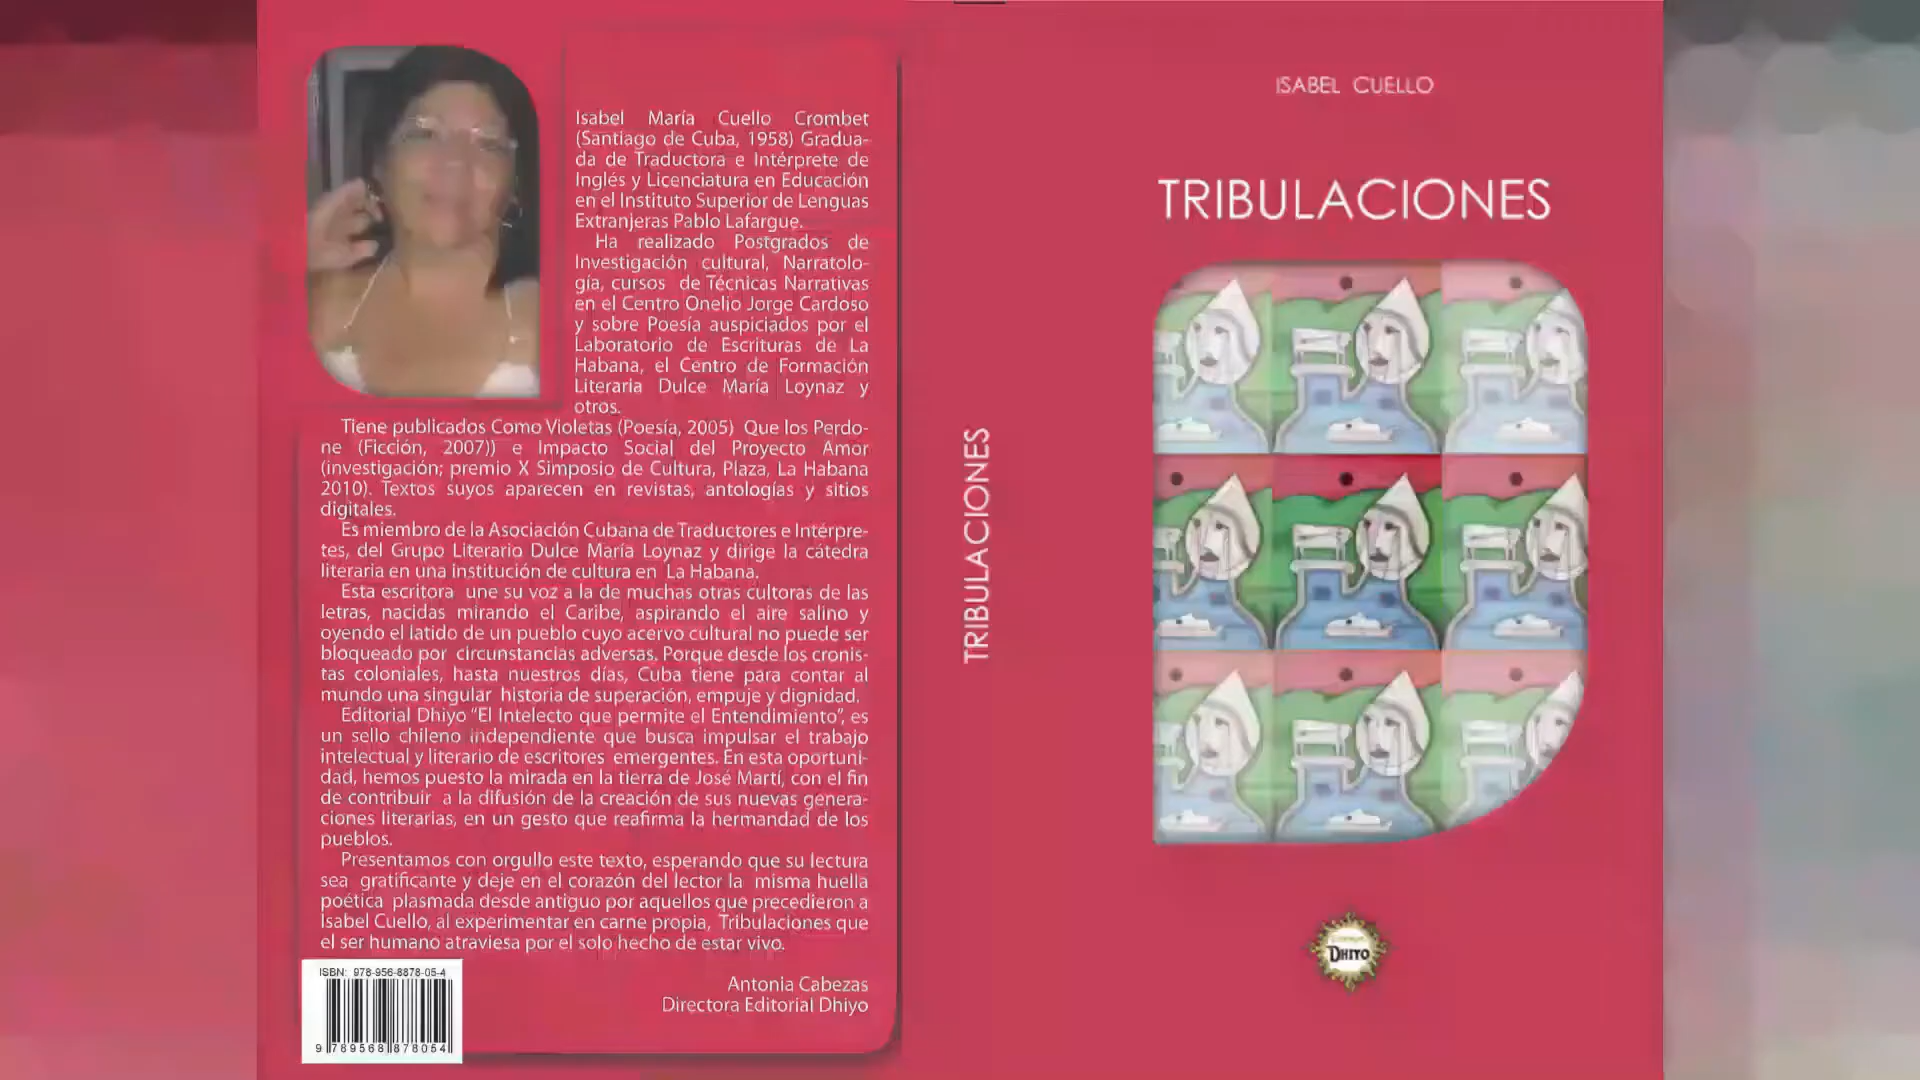 Isabel María Cuello Crombet
(Santiago de Cuba, 1958) Gradua-
da de Traductora e Intérprete de
Inglés y Licenciatura en Educación
en el Instituto Superior de Lenguas
Extranjeras Pablo Lafargue.
Ha realizado Postgrados de
Investigación cultural, Narratolo-
gía, cursos de Técnicas Narrativas
en el Centro Onelio Jorge Cardoso
y sobre Poesía auspiciados por el
Laboratorio de Escrituras de La
Habana, el Centro de Formación
Literaria Dulce María Loynaz y
otros.
Tiene publicados Como Violetas (Poesía, 2005) Que los Perdo-
ne (Ficción, 2007)) e Impacto Social del Proyecto Amor
(investigación; premio X Simposio de Cultura, Plaza, La Habana
2010). Textos suyos aparecen en revistas, antologías y sitios
digitales.
Es miembro de la Asociación Cubana de Traductores e Intérpre-
tes, del Grupo Literario Dulce María Loynaz y dirige la cátedra
literaria en una institución de cultura en La Habana.
Esta escritora une su voz a la de muchas otras cultoras de las
letras, nacidas mirando el Caribe, aspirando el aire salino y
oyendo el latido de un pueblo cuyo acervo cultural no puede ser
bloqueado por circunstancias adversas. Porque desde los cronis-
tas coloniales, hasta nuestros días, Cuba tiene para contar al
mundo una singular historia de superación, empuje y dignidad.
Editorial Dhiyo "El Intelecto que permite el Entendimiento", es
un sello chileno independiente que busca impulsar el trabajo
intelectual y literario de escritores emergentes. En esta oportuni-
dad, hemos puesto la mirada en la tierra de José Martí, con el fin
de contribuir a la difusión de la creación de sus nuevas genera-
ciones literarias, en un gesto que reafirma la hermandad de los
pueblos.
Presentamos con orgullo este texto, esperando que su lectura
sea gratificante y deje en el corazón del lector la misma huella
poética plasmada desde antiguo por aquellos que precedieron a
Isabel Cuello, al experimentar en carne propia, Tribulaciones que
el ser humano atraviesa por el solo hecho de estar vivo.
Antonia Cabezas
Directora Editorial Dhiyo
ISBN: 978-956-8878-05-4
9 789568 878054
TRIBULACIONES
ISABEL CUELLO
TRIBULACIONES
DHIYO